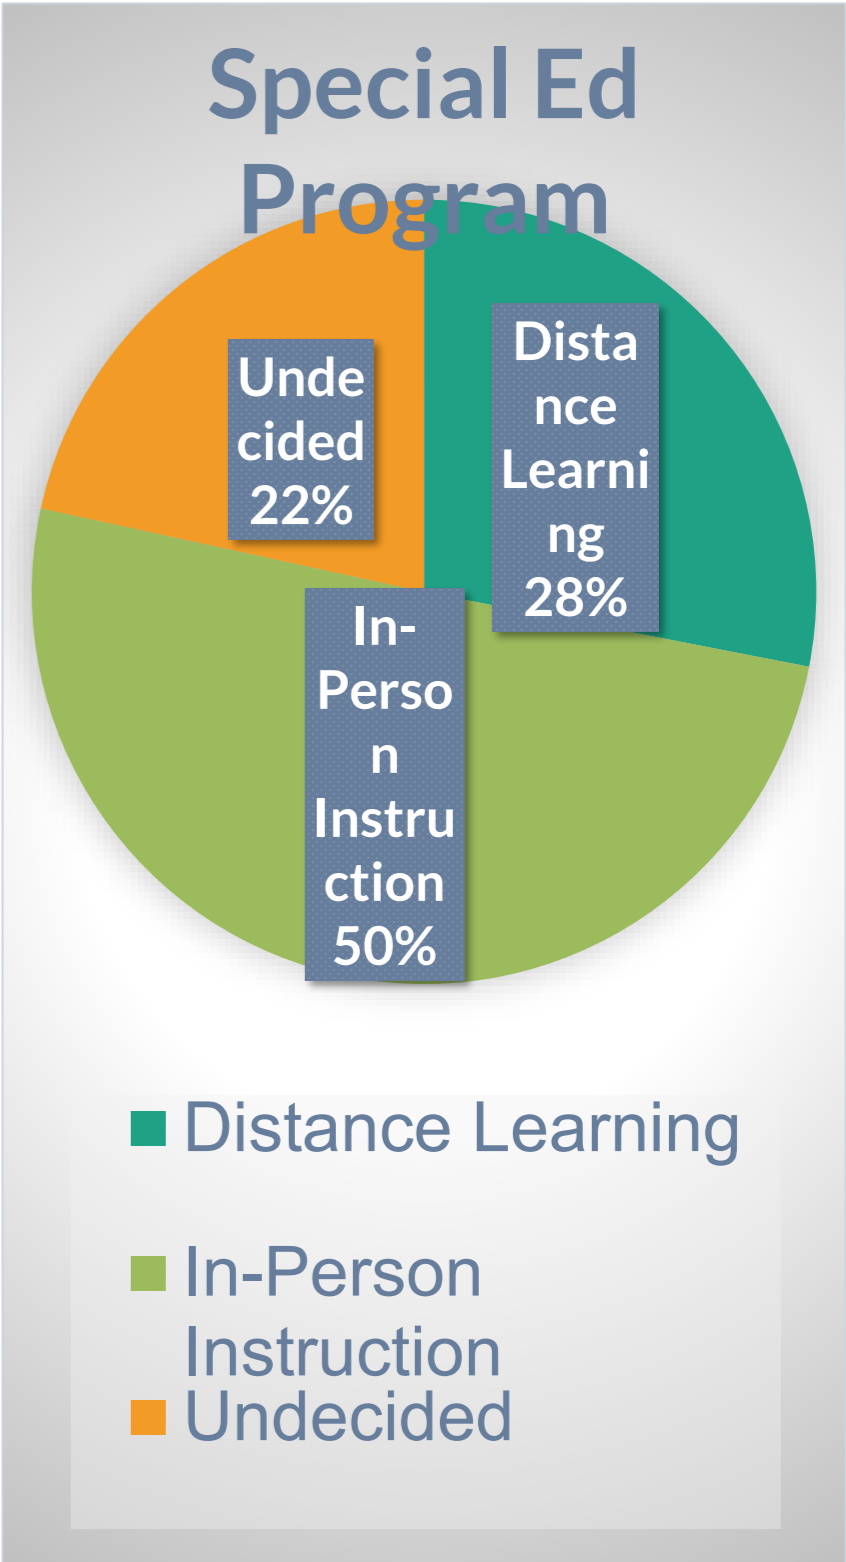 Special Ed
Program
Unde
cided
22%
Dista
nce
Learni
ng
28%
In-
Perso
n
Instru
ction
50%
Distance Learning
In-Person
Instruction
Undecided